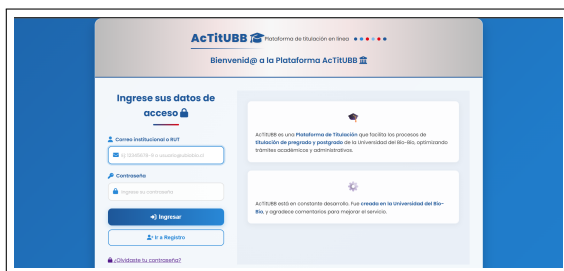 AcTitUBB Plataforma de titulación en línea
Bienvenid@ a la Plataforma AcTitUBB
Ingrese sus datos de
acceso
Correo institucional o RUT
Contraseña
Ingrese su contraseña
Ingresar
Ir a Registro
¿Olvidaste tu contraseña?
AcTitUBB es una Plataforma de Titulación que facilita los procesos de
titulación de pregrado y postgrado de la Universidad del Bío-Bío, optimizando
trámites académicos y administrativos.
AcTitUBB está en constante desarrollo. Fue creada en la Universidad del Bío-
Bío, y agradece comentarios para mejorar el servicio.